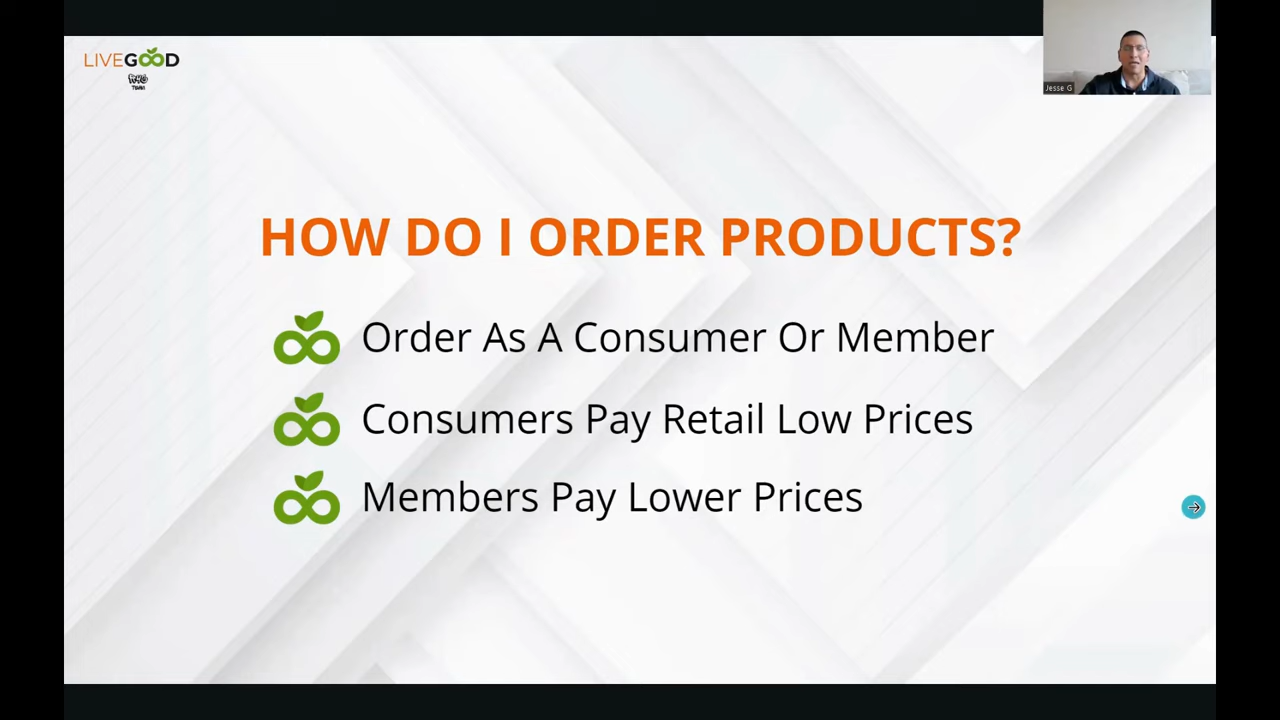 LIVEGOOD
TEAM
Jesse G
HOW DO I ORDER PRODUCTS?
Order As A Consumer Or Member
Consumers Pay Retail Low Prices
Members Pay Lower Prices